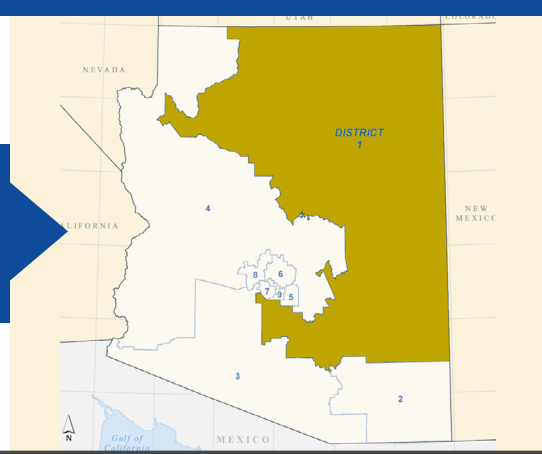 UTAH
COLORADO
NEVADA
DISTRICT
1
4
NEW
MEXICO
ALIFORNIA
8
6
7
9
5
3
2
N
Gulf of
California
MEXICO